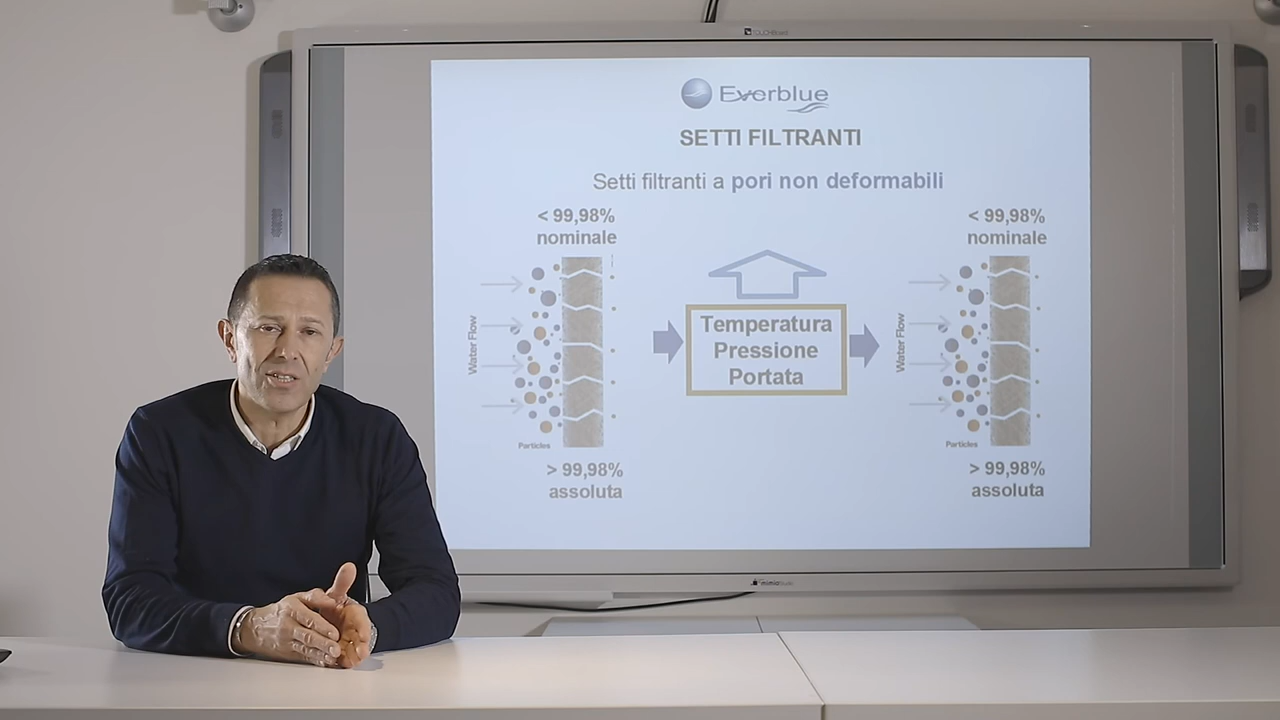 Everblue
SETTI FILTRANTI
Setti filtranti a pori non deformabili
< 99,98%
nominale
Water Flow
Particles
> 99,98%
assoluta
Temperatura
Pressione
Portata
< 99,98%
nominale
Water Flow
Particles
> 99,98%
assoluta